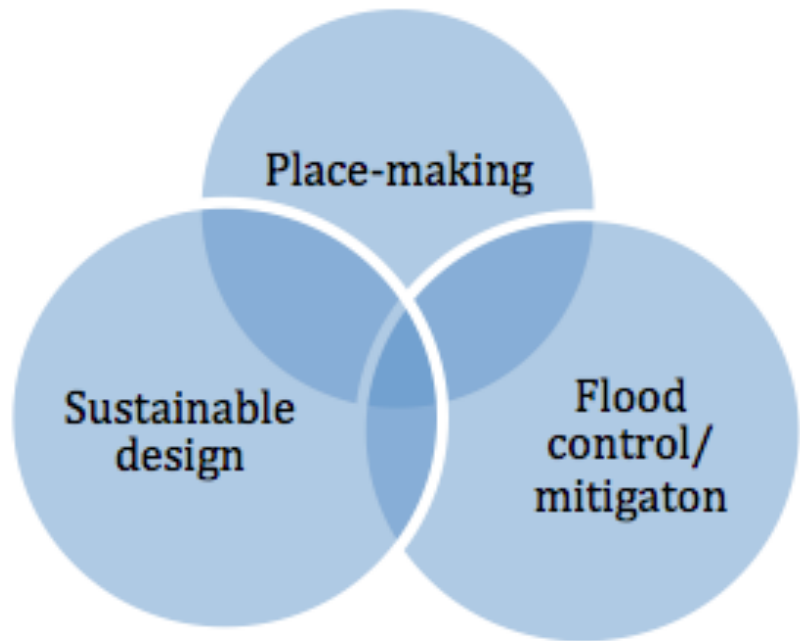 Place-making
Sustainable
design
Flood
control/
mitigaton